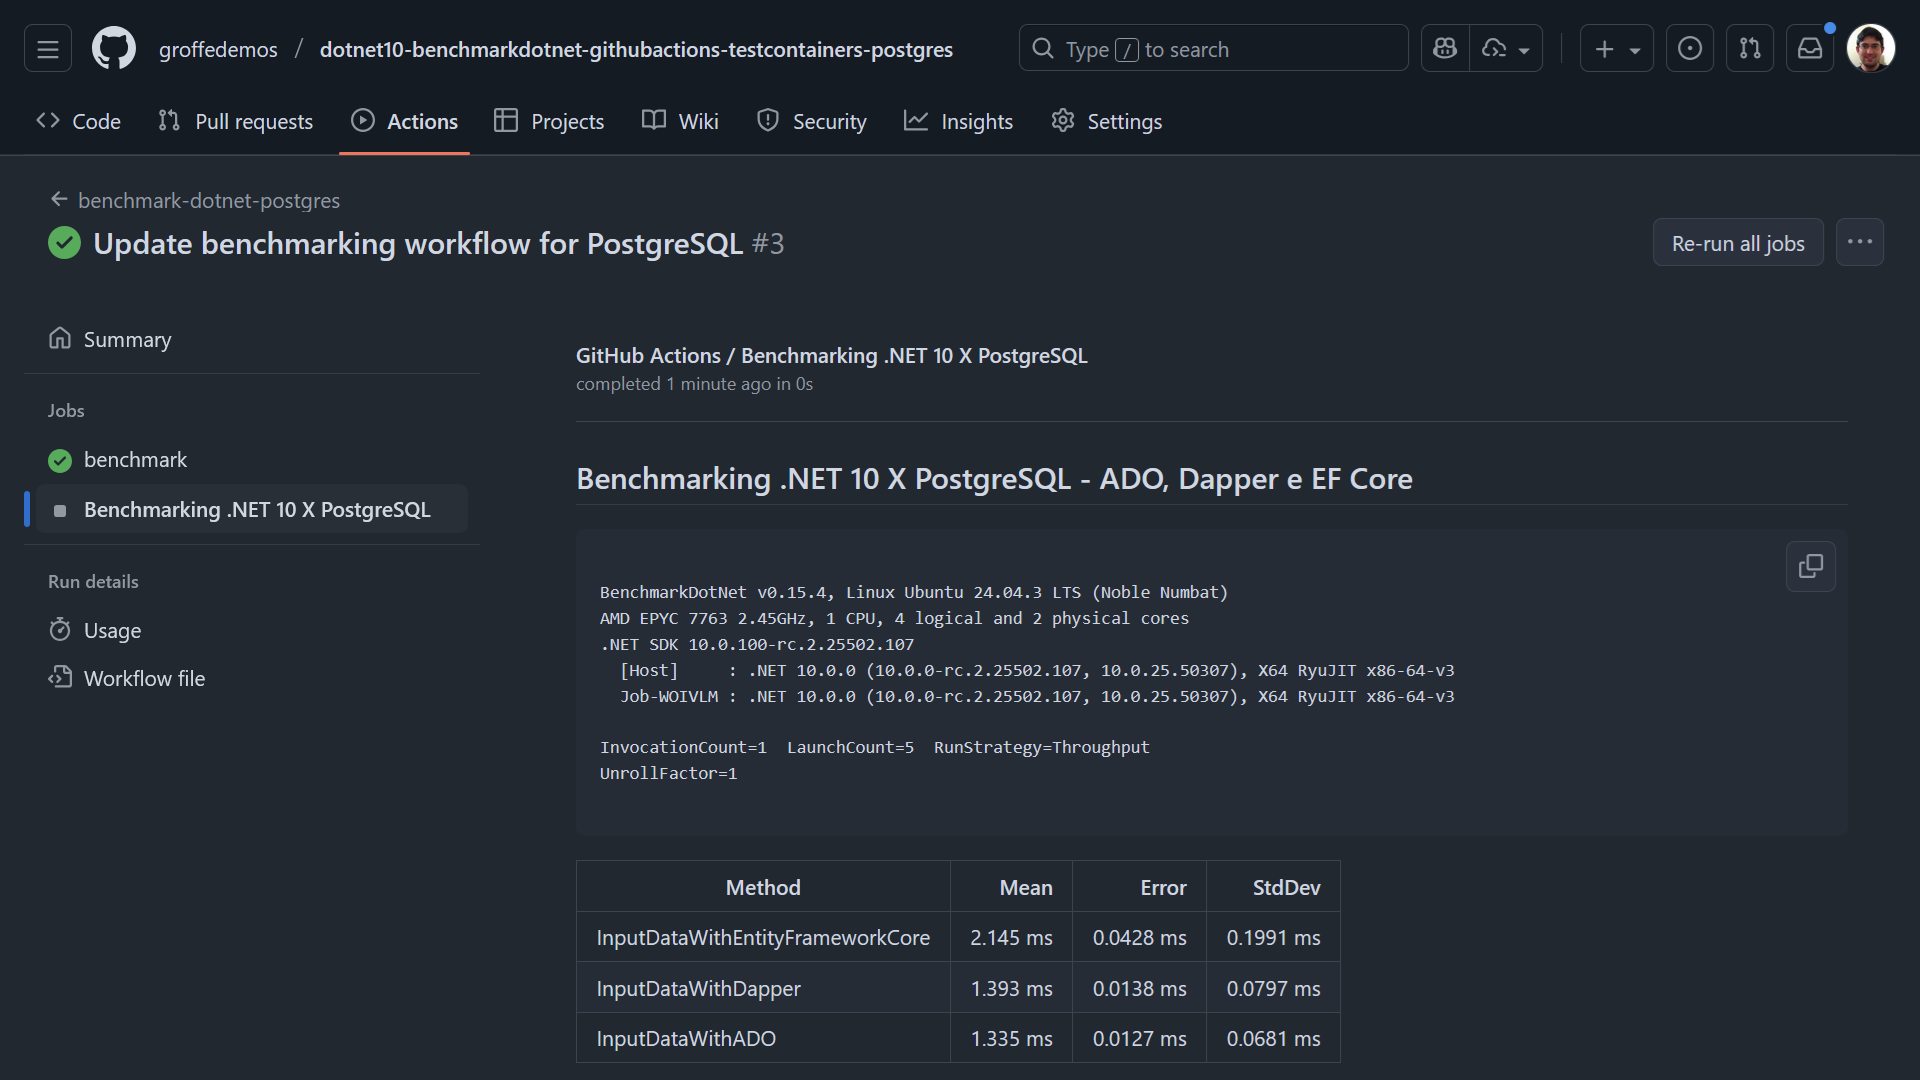 groffedemos / dotnet10-benchmarkdotnet-githubactions-testcontainers-postgres
Type / to search
Code
Pull requests
Actions
Projects
Wiki
Security
Insights
Settings
benchmark-dotnet-postgres
Update benchmarking workflow for PostgreSQL #3
Re-run all jobs
Summary
Jobs
benchmark
Benchmarking .NET 10 X PostgreSQL
Run details
Usage
Workflow file
GitHub Actions / Benchmarking .NET 10 X PostgreSQL
completed 1 minute ago in 0s
Benchmarking .NET 10 X PostgreSQL - ADO, Dapper e EF Core
BenchmarkDotNet v0.15.4, Linux Ubuntu 24.04.3 LTS (Noble Numbat)
AMD EPYC 7763 2.45GHz, 1 CPU, 4 logical and 2 physical cores
.NET SDK 10.0.100-rc.2.25502.107
[Host]     : .NET 10.0.0 (10.0.0-rc.2.25502.107, 10.0.25.50307), X64 RyuJIT x86-64-v3
Job-WOIVLM : .NET 10.0.0 (10.0.0-rc.2.25502.107, 10.0.25.50307), X64 RyuJIT x86-64-v3
InvocationCount=1  LaunchCount=5  RunStrategy=Throughput
UnrollFactor=1
Method Mean Error StdDev
InputDataWithEntityFrameworkCore 2.145 ms 0.0428 ms 0.1991 ms
InputDataWithDapper 1.393 ms 0.0138 ms 0.0797 ms
InputDataWithADO 1.335 ms 0.0127 ms 0.0681 ms